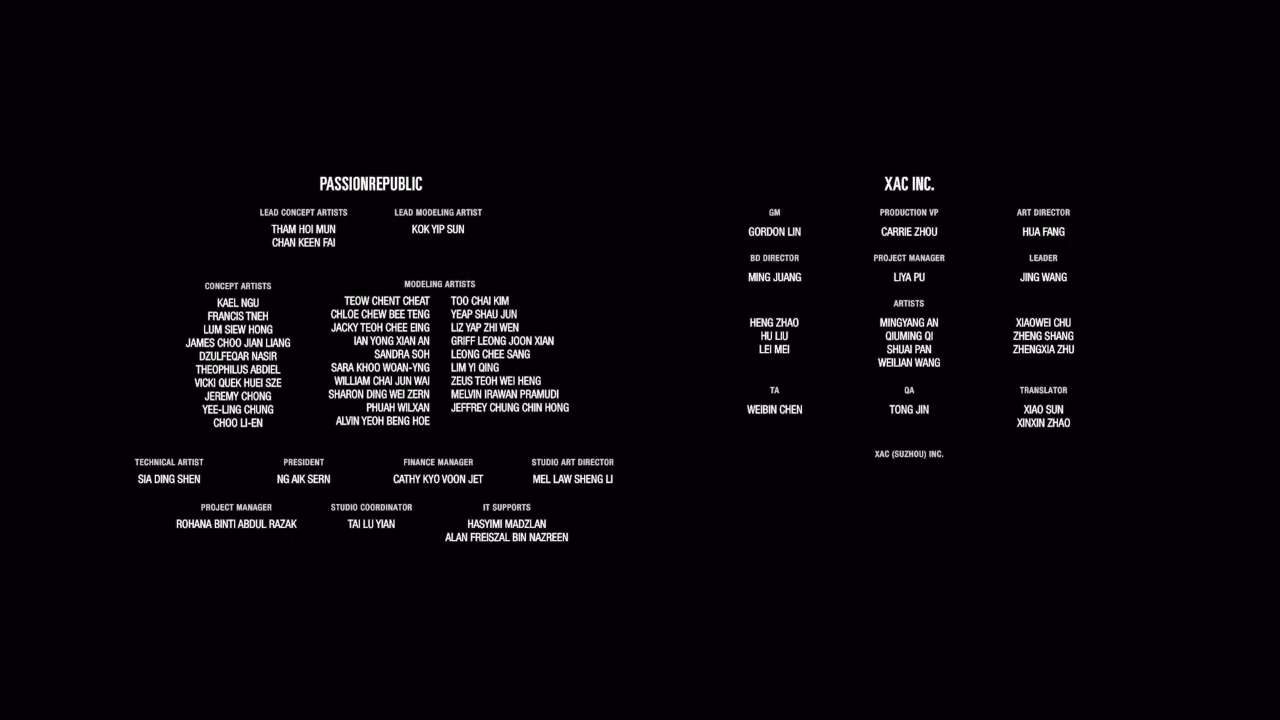 PASSIONREPUBLIC
LEAD CONCEPT ARTISTS
THAM HOI MUN
CHAN KEEN FAI
LEAD MODELING ARTIST
KOK YIP SUN
CONCEPT ARTISTS
KAEL NGU
FRANCIS TNEH
LUM SIEW HONG
JAMES CHOO JIAN LIANG
DZULFEQAR NASIR
THEOPHILUS ABDIEL
VICKI QUEK HUEI SZE
JEREMY CHONG
YEE-LING CHUNG
CHOO LI-EN
MODELING ARTISTS
TEOW CHENT CHEAT
CHLOE CHEW BEE TENG
JACKY TEOH CHEE EING
IAN YONG XIAN AN
SANDRA SOH
SARA KHOO WOAN-YNG
WILLIAM CHAI JUN WAI
SHARON DING WEI ZERN
PHUAH WILXAN
ALVIN YEOH BENG HOE
TOO CHAI KIM
YEAP SHAU JUN
LIZ YAP ZHI WEN
GRIFF LEONG JOON XIAN
LEONG CHEE SANG
LIM YI QING
ZEUS TEOH WEI HENG
MELVIN IRAWAN PRAMUDI
JEFFREY CHUNG CHIN HONG
TECHNICAL ARTIST
SIA DING SHEN
PRESIDENT
NG AIK SERN
FINANCE MANAGER
CATHY KYO VOON JET
STUDIO ART DIRECTOR
MEL LAW SHENG LI
PROJECT MANAGER
ROHANA BINTI ABDUL RAZAK
STUDIO COORDINATOR
TAI LU YIAN
IT SUPPORTS
HASYIMI MADZLAN
ALAN FREISZAL BIN NAZREEN
XAC INC.
GM
GORDON LIN
PRODUCTION VP
CARRIE ZHOU
ART DIRECTOR
HUA FANG
BD DIRECTOR
MING JUANG
PROJECT MANAGER
LIYA PU
LEADER
JING WANG
ARTISTS
HENG ZHAO
HU LIU
LEI MEI
MINGYANG AN
QIUMING QI
SHUAI PAN
WEILIAN WANG
XIAOWEI CHU
ZHENG SHANG
ZHENGXIA ZHU
TA
WEIBIN CHEN
QA
TONG JIN
TRANSLATOR
XIAO SUN
XINXIN ZHAO
XAC (SUZHOU) INC.